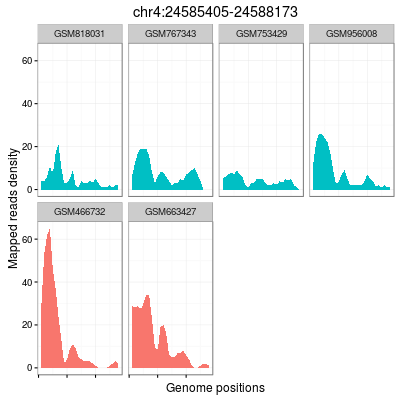 chr4:24585405-24588173
GSM818031 GSM767343 GSM753429 GSM956008
60
40
20
0
GSM466732 GSM663427
60
40
20
0
Mapped reads density
Genome positions